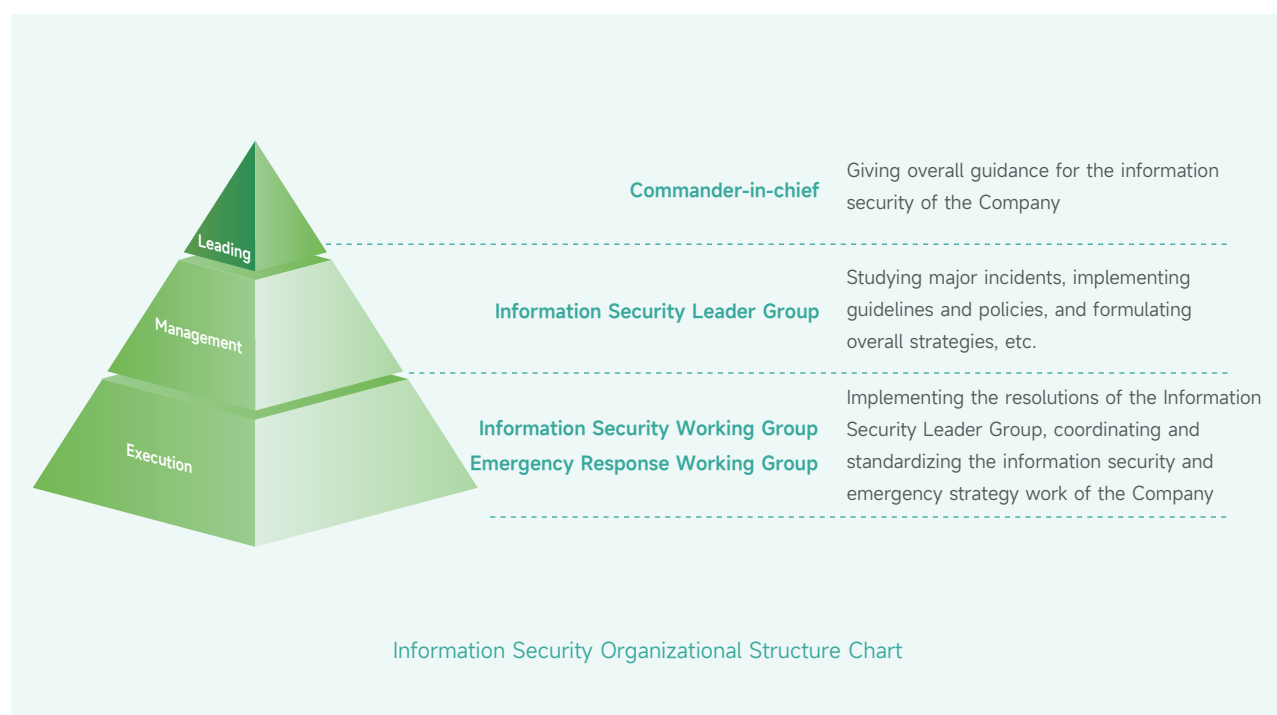 Leading
Commander-in-chief
Giving overall guidance for the information
security of the Company
Management
Information Security Leader Group
Studying major incidents, implementing
guidelines and policies, and formulating
overall strategies, etc.
Execution
Information Security Working Group
Emergency Response Working Group
Implementing the resolutions of the Information
Security Leader Group, coordinating and
standardizing the information security and
emergency strategy work of the Company
Information Security Organizational Structure Chart